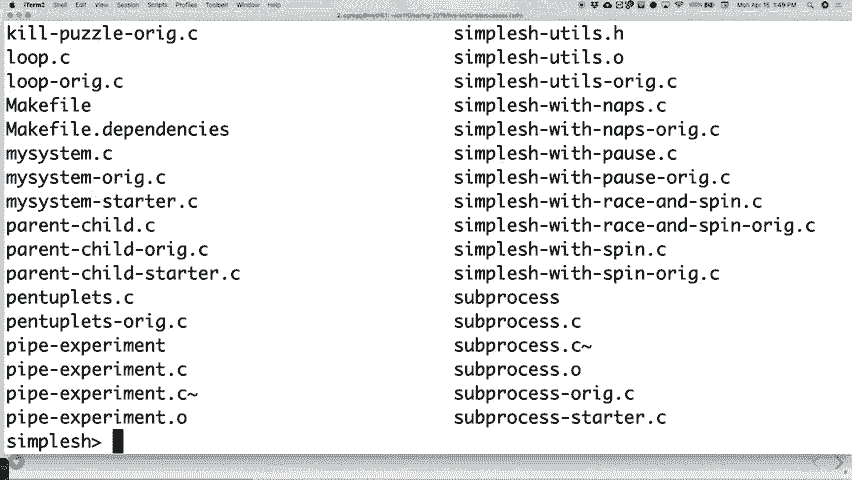 iTerm2 Shell Edit View Session Scripts Profiles Toolbelt Window Help 100% Mon Apr 15 1:49 PM
kill-puzzle-orig.c simplesh-utils.h
loop.c simplesh-utils.o
loop-orig.c simplesh-utils-orig.c
Makefile simplesh-with-naps.c
Makefile.dependencies simplesh-with-naps-orig.c
mysystem.c simplesh-with-pause.c
mysystem-orig.c simplesh-with-pause-orig.c
mysystem-starter.c simplesh-with-race-and-spin.c
parent-child.c simplesh-with-race-and-spin-orig.c
parent-child-orig.c simplesh-with-spin.c
parent-child-starter.c simplesh-with-spin-orig.c
pentuplets.c subprocess
pentuplets-orig.c subprocess.c
pipe-experiment subprocess.c~
pipe-experiment.c subprocess.o
pipe-experiment.c~ subprocess-orig.c
pipe-experiment.o subprocess-starter.c
simplesh>